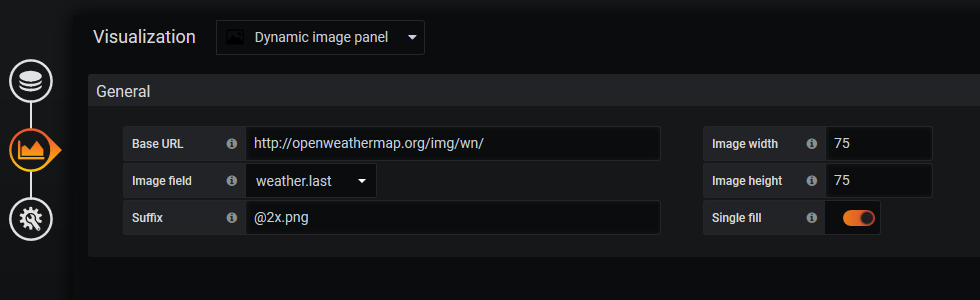 Visualization Dynamic image panel
General
Base URL http://openweathermap.org/img/wn/ Image width 75
Image field weather.last Image height 75
Suffix @2x.png Single fill